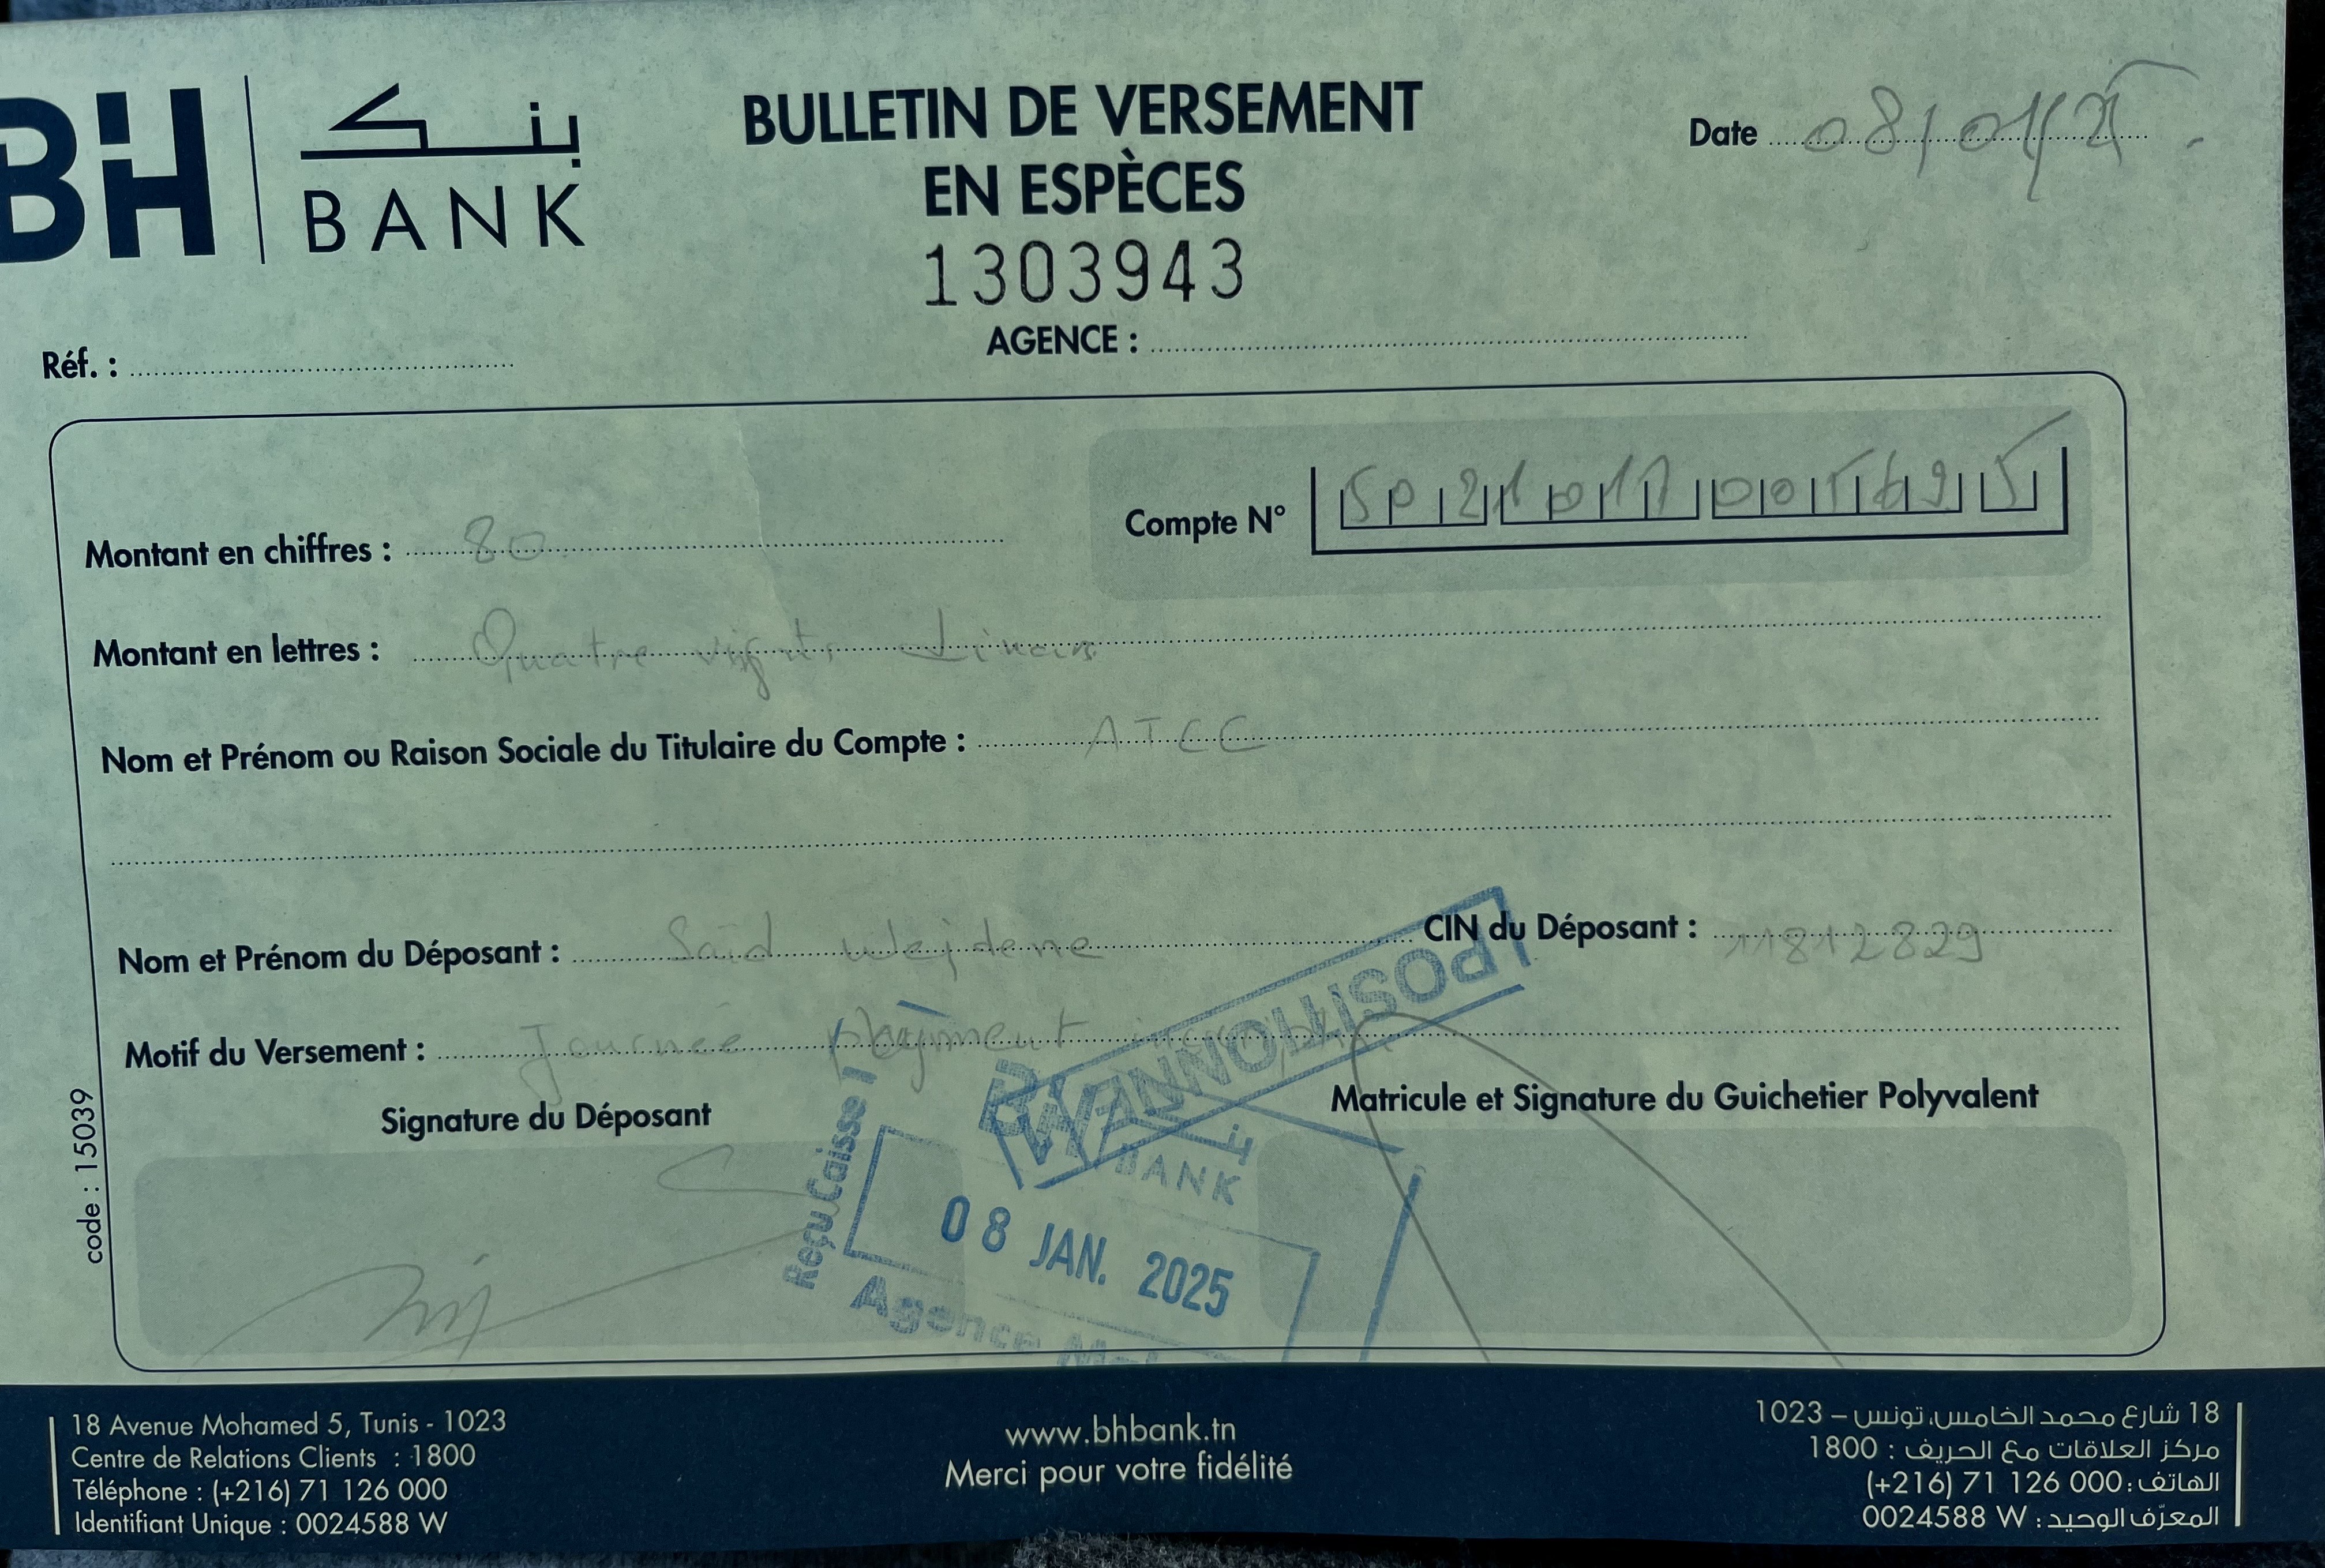 BH BANK بنك
BULLETIN DE VERSEMENT
EN ESPÈCES
1303943
Date 08/01/25
Réf. :
AGENCE :
Montant en chiffres : 80
Compte N°
Montant en lettres : Quatre vigts Dinars
Nom et Prénom ou Raison Sociale du Titulaire du Compte : ATCC
Nom et Prénom du Déposant : Saïd Wejdene
CIN du Déposant : 11812829
Motif du Versement : Journée payment
Signature du Déposant
Matricule et Signature du Guichetier Polyvalent
POSITIONNÉ
Reçu Caisse 1
BH BANK
08 JAN. 2025
Agence
code : 15039
18 Avenue Mohamed 5, Tunis - 1023
Centre de Relations Clients : 1800
Téléphone : (+216) 71 126 000
Identifiant Unique : 0024588 W
www.bhbank.tn
Merci pour votre fidélité
18 شارع محمد الخامس، تونس – 1023
مركز العلاقات مع الحريف : 1800
الهاتف : 000 126 71 (216+)
المعرّف الوحيد : 0024588 W